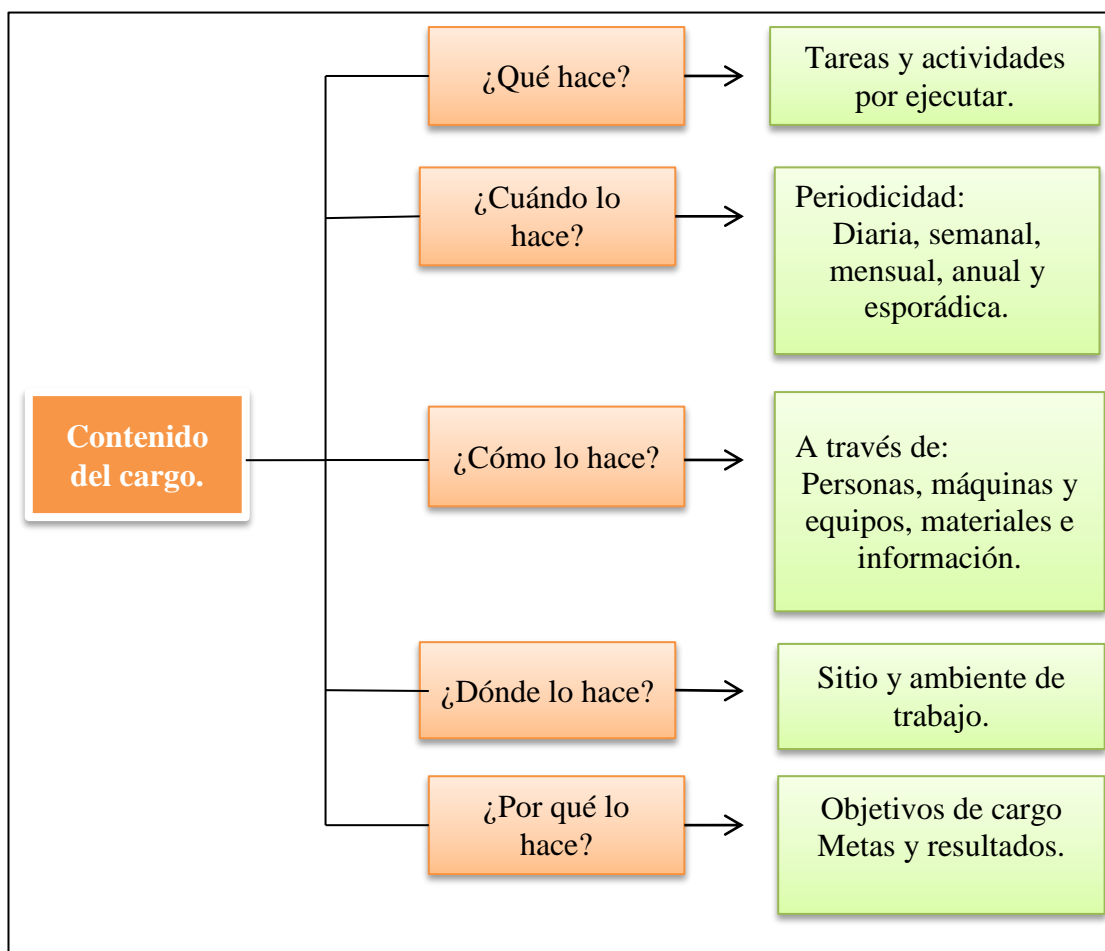 ¿Qué hace?
Tareas y actividades
por ejecutar.
¿Cuándo lo
hace?
Periodicidad:
Diaria, semanal,
mensual, anual y
esporádica.
Contenido
del cargo.
¿Cómo lo hace?
A través de:
Personas, máquinas y
equipos, materiales e
información.
¿Dónde lo hace?
Sitio y ambiente de
trabajo.
¿Por qué lo
hace?
Objetivos de cargo
Metas y resultados.